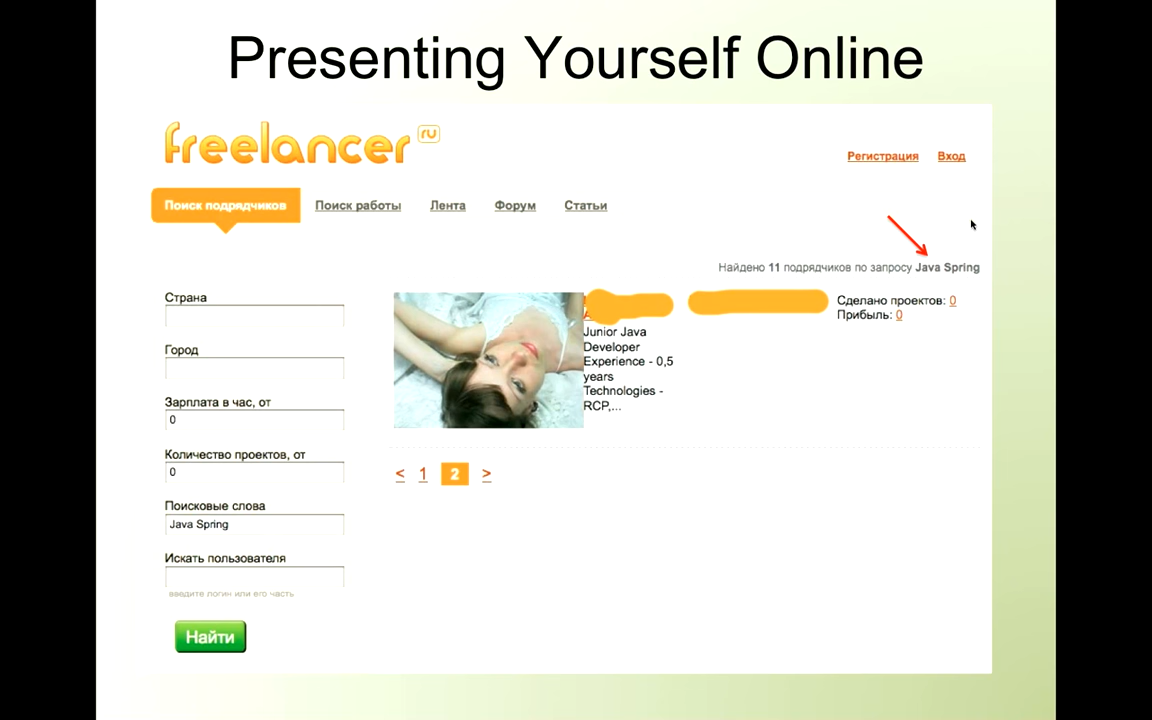 Presenting Yourself Online
freelancer ru
Регистрация Вход
Поиск подрядчиков Поиск работы Лента Форум Статьи
Найдено 11 подрядчиков по запросу Java Spring
Страна
Город
Зарплата в час, от
0
Количество проектов, от
0
Поисковые слова
Java Spring
Искать пользователя
введите логин или его часть
Найти
Junior Java
Developer
Experience - 0,5
years
Technologies -
RCP,...
Сделано проектов: 0
Прибыль: 0
< 1 2 >